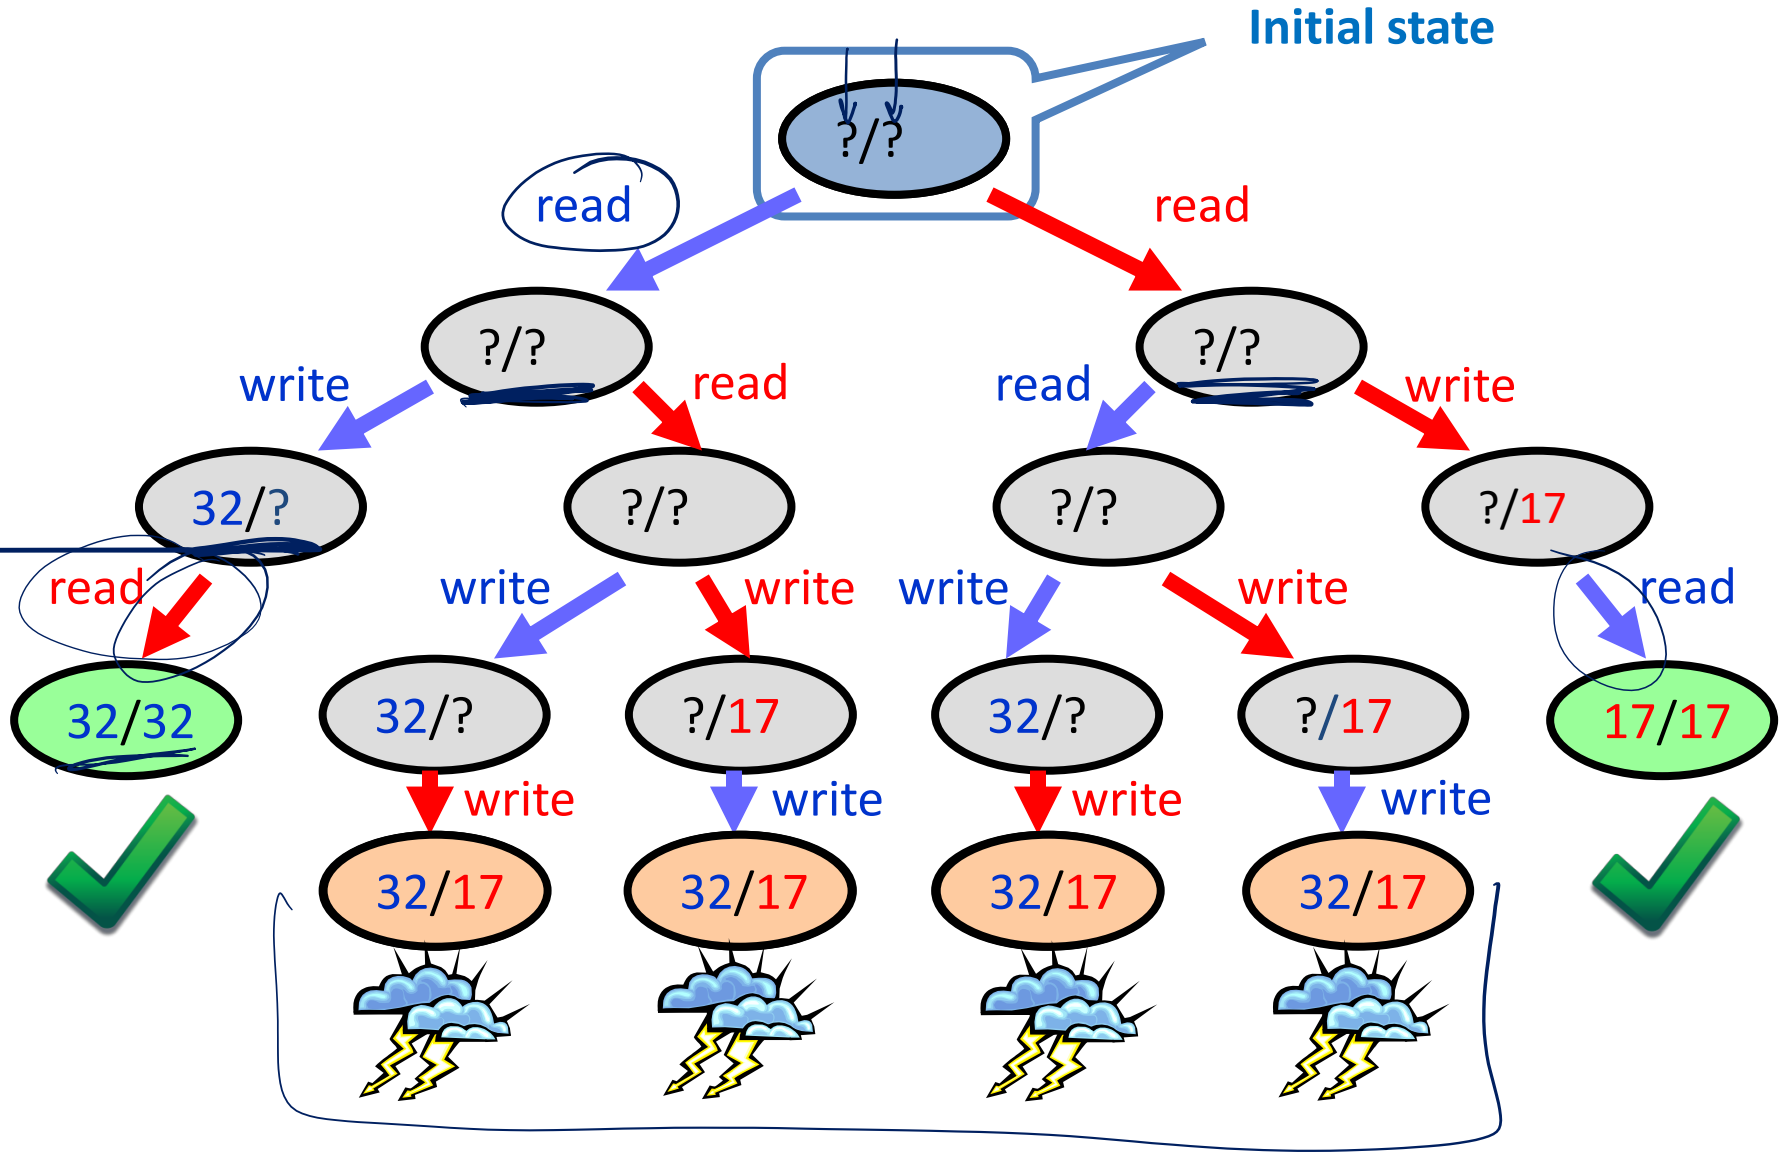 Initial state
?/?
read
read
?/?
?/?
write
read
read
write
32/?
?/?
?/?
?/17
read
write
write
write
write
read
32/32
32/?
?/17
32/?
?/17
17/17
write
write
write
write
32/17
32/17
32/17
32/17